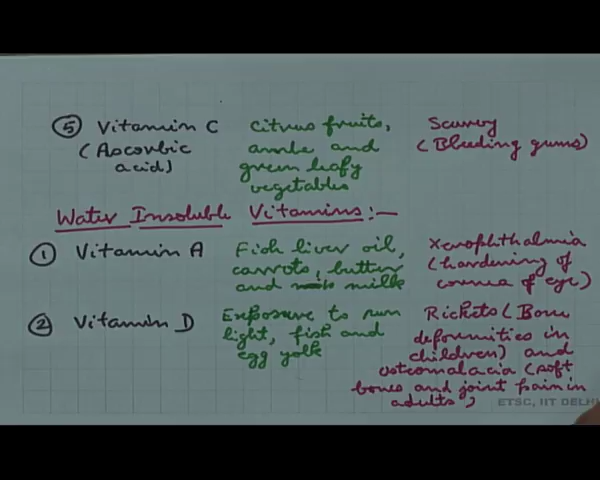 ⑤ Vitamin C Citrus fruits, Scurvy
(Ascorbic amla and (Bleeding gums)
acid) green leafy
vegetables
Water Insoluble Vitamins:-
① Vitamin A Fish liver oil, Xerophthalmia
carrots, butter (hardening of
and milk cornea of eye)
② Vitamin D Exposure to sun Rickets (Bone
light, fish and deformities in
egg yolk children) and
osteomalacia (soft
bones and joint pain in
adults)
ETSC, IIT DELHI